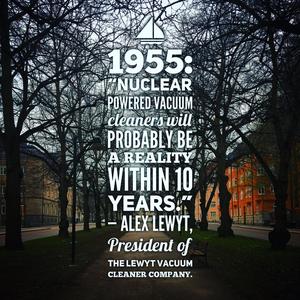 1955:
"NUCLEAR
POWERED VACUUM
cleaners will
PROBABLY BE
A REALITY
WITHIN 10
YEARS."
– ALEX LEWYT,
President of
THE LEWYT VACUUM
CLEANER COMPANY.